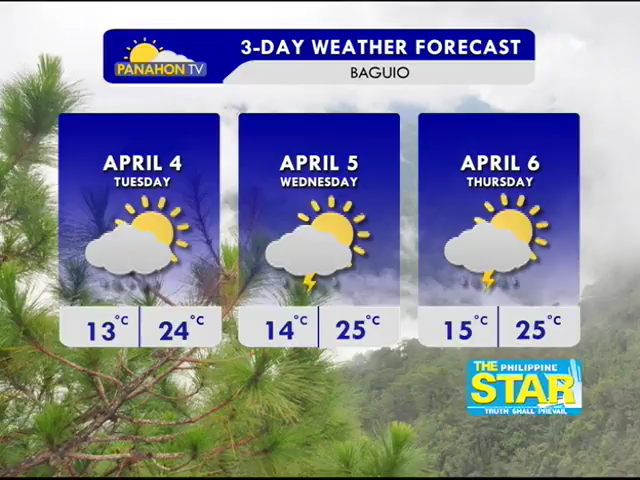 PANAHON TV
3-DAY WEATHER FORECAST
BAGUIO
APRIL 4
TUESDAY
13°C
24°C
APRIL 5
WEDNESDAY
14°C
25°C
APRIL 6
THURSDAY
15°C
25°C
THE PHILIPPINE
STAR
TRUTH SHALL PREVAIL